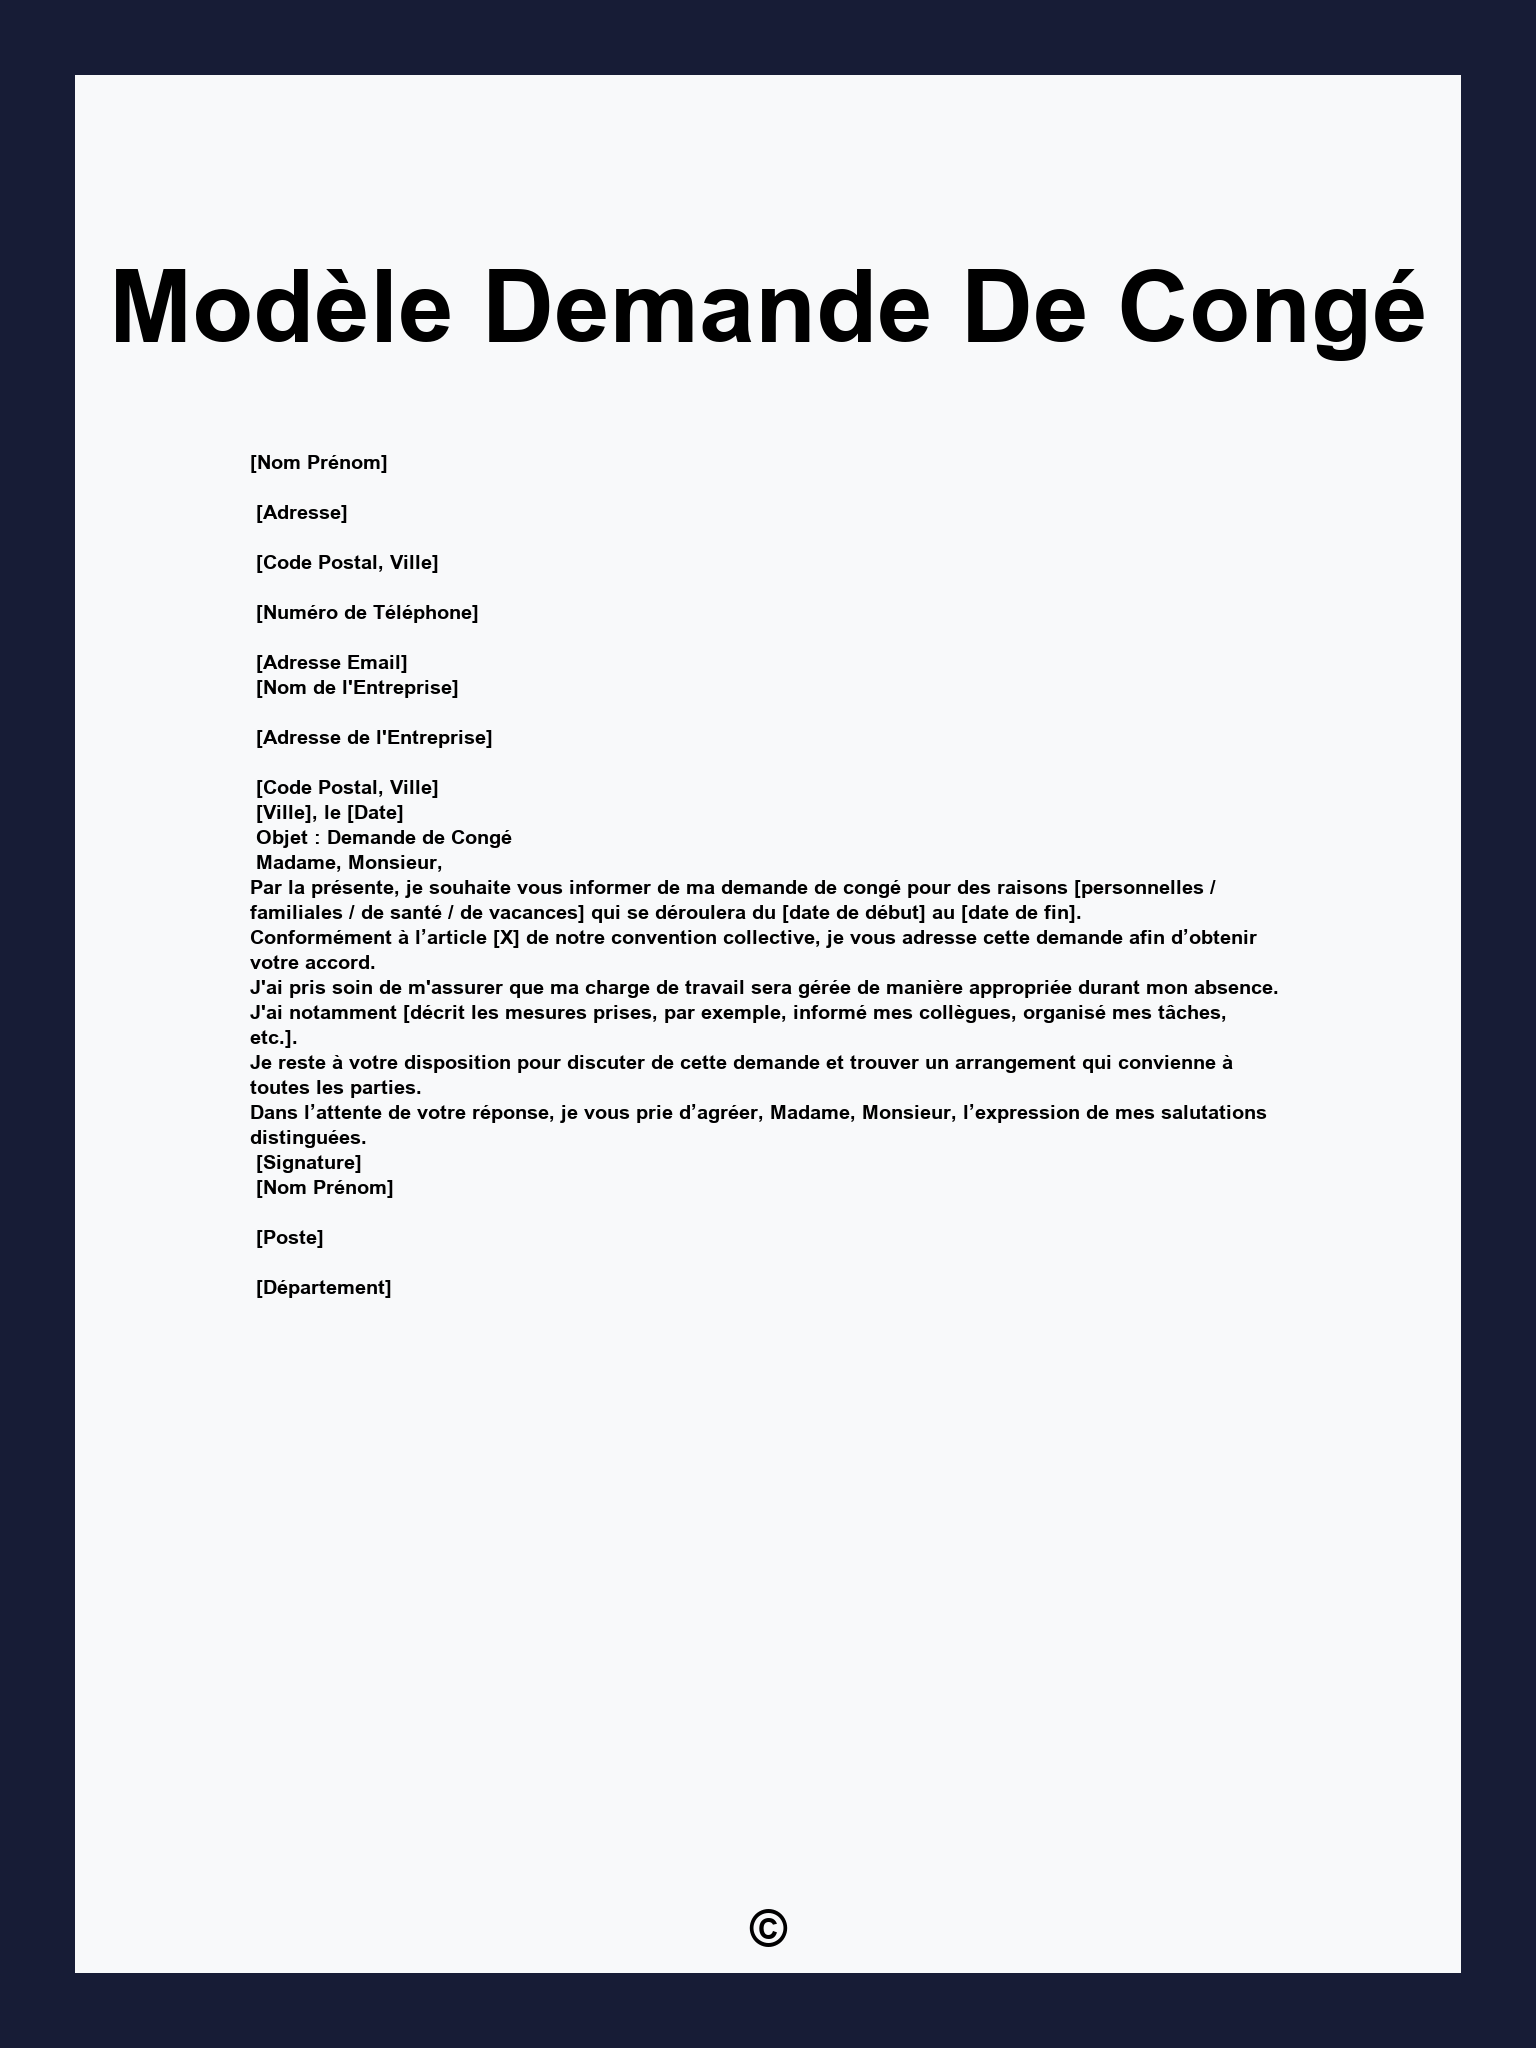 Modèle Demande De Congé
[Nom Prénom]
[Adresse]
[Code Postal, Ville]
[Numéro de Téléphone]
[Adresse Email]
[Nom de l'Entreprise]
[Adresse de l'Entreprise]
[Code Postal, Ville]
[Ville], le [Date]
Objet : Demande de Congé
Madame, Monsieur,
Par la présente, je souhaite vous informer de ma demande de congé pour des raisons [personnelles /
familiales / de santé / de vacances] qui se déroulera du [date de début] au [date de fin].
Conformément à l’article [X] de notre convention collective, je vous adresse cette demande afin d’obtenir
votre accord.
J'ai pris soin de m'assurer que ma charge de travail sera gérée de manière appropriée durant mon absence.
J'ai notamment [décrit les mesures prises, par exemple, informé mes collègues, organisé mes tâches,
etc.].
Je reste à votre disposition pour discuter de cette demande et trouver un arrangement qui convienne à
toutes les parties.
Dans l’attente de votre réponse, je vous prie d’agréer, Madame, Monsieur, l’expression de mes salutations
distinguées.
[Signature]
[Nom Prénom]
[Poste]
[Département]
©